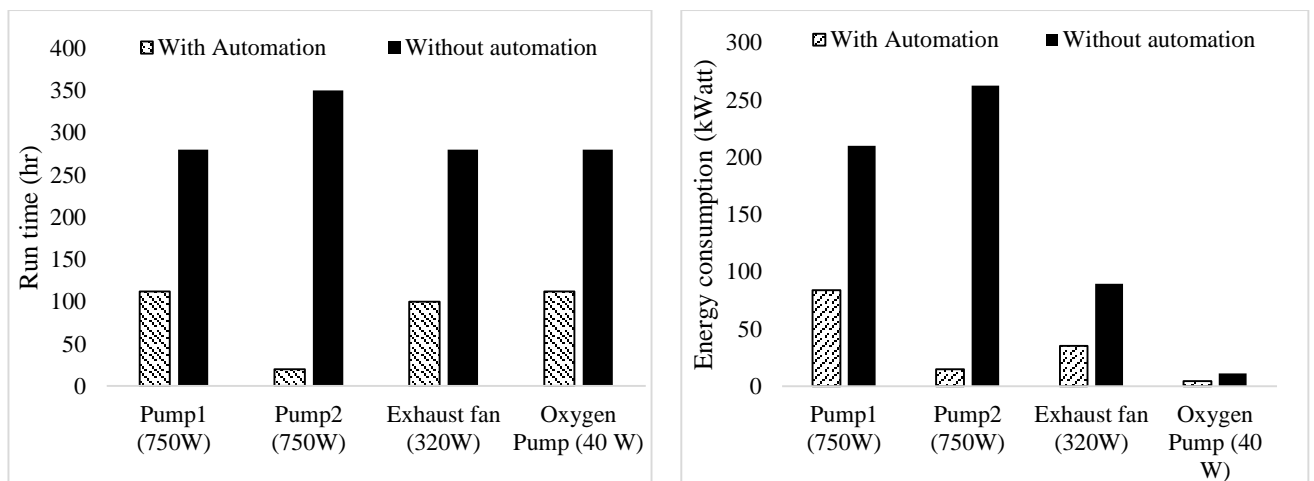 With Automation
Without automation
Run time (hr)
400
350
300
250
200
150
100
50
0
Pump1
(750W)
Pump2
(750W)
Exhaust fan
(320W)
Oxygen
Pump (40 W)
With Automation
Without automation
Energy consumption (kWatt)
300
250
200
150
100
50
0
Pump1
(750W)
Pump2
(750W)
Exhaust fan
(320W)
Oxygen
Pump (40
W)